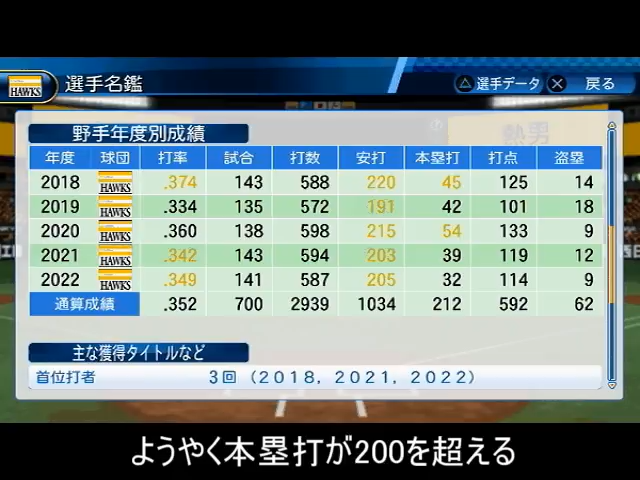 HAWKS 選手名鑑 選手データ 戻る
野手年度別成績
熱男
年度 球団 打率 試合 打数 安打 本塁打 打点 盗塁
2018 HAWKS .374 143 588 220 45 125 14
2019 HAWKS .334 135 572 191 42 101 18
2020 HAWKS .360 138 598 215 54 133 9
2021 HAWKS .342 143 594 203 39 119 12
2022 HAWKS .349 141 587 205 32 114 9
通算成績 .352 700 2939 1034 212 592 62
主な獲得タイトルなど
首位打者 3回 (2018, 2021, 2022)
ようやく本塁打が200を超える